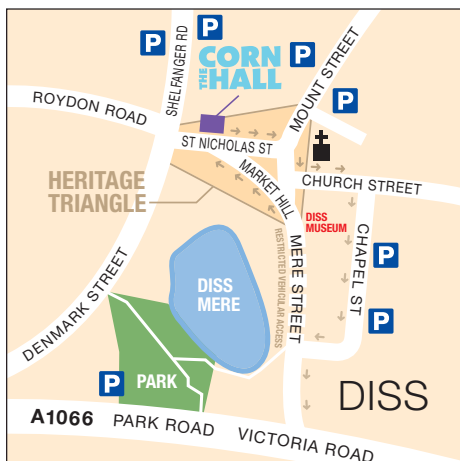 P
P
P
P
SHELFANGER RD
THE CORN
HALL
MOUNT STREET
ROYDON ROAD
ST NICHOLAS ST
HERITAGE
TRIANGLE
MARKET HILL
CHURCH STREET
DISS
MUSEUM
RESTRICTED VEHICULAR ACCESS
MERE STREET
CHAPEL ST
DISS
MERE
P
P
DENMARK STREET
P
PARK
DISS
A1066 PARK ROAD VICTORIA ROAD